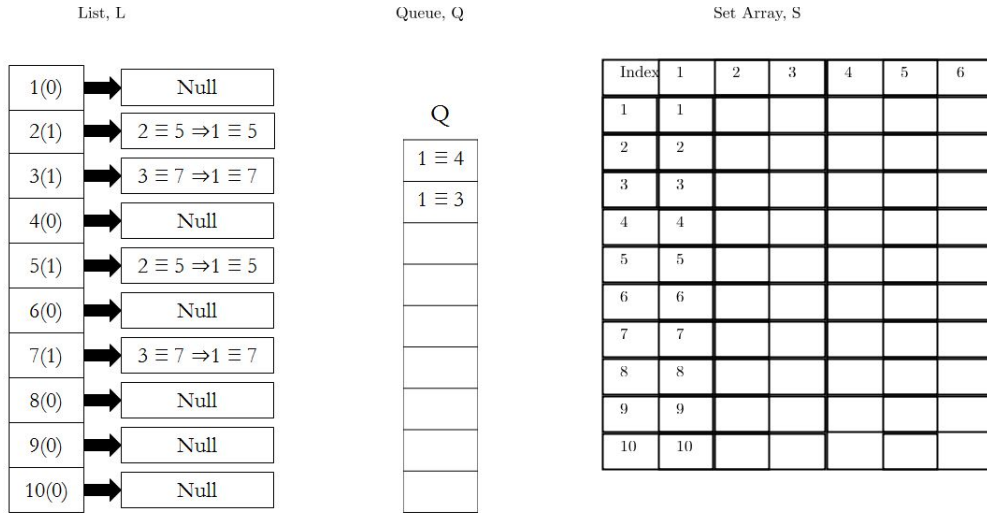 List, L
Queue, Q
Set Array, S
1(0) Null
2(1) 2 ≡ 5 ⇒1 ≡ 5
3(1) 3 ≡ 7 ⇒1 ≡ 7
4(0) Null
5(1) 2 ≡ 5 ⇒1 ≡ 5
6(0) Null
7(1) 3 ≡ 7 ⇒1 ≡ 7
8(0) Null
9(0) Null
10(0) Null
Q
1 ≡ 4
1 ≡ 3
Index 1 2 3 4 5 6
1 1
2 2
3 3
4 4
5 5
6 6
7 7
8 8
9 9
10 10